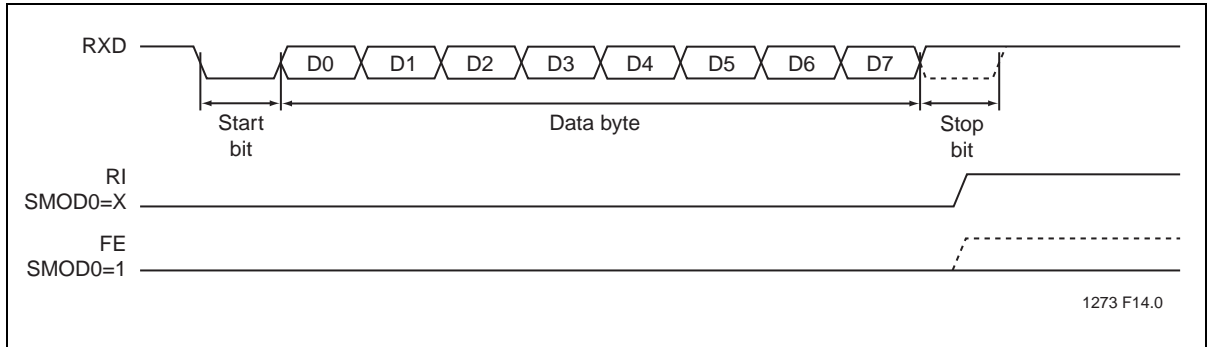 RXD
D0 D1 D2 D3 D4 D5 D6 D7
Start
bit
Data byte
Stop
bit
RI
SMOD0=X
FE
SMOD0=1
1273 F14.0